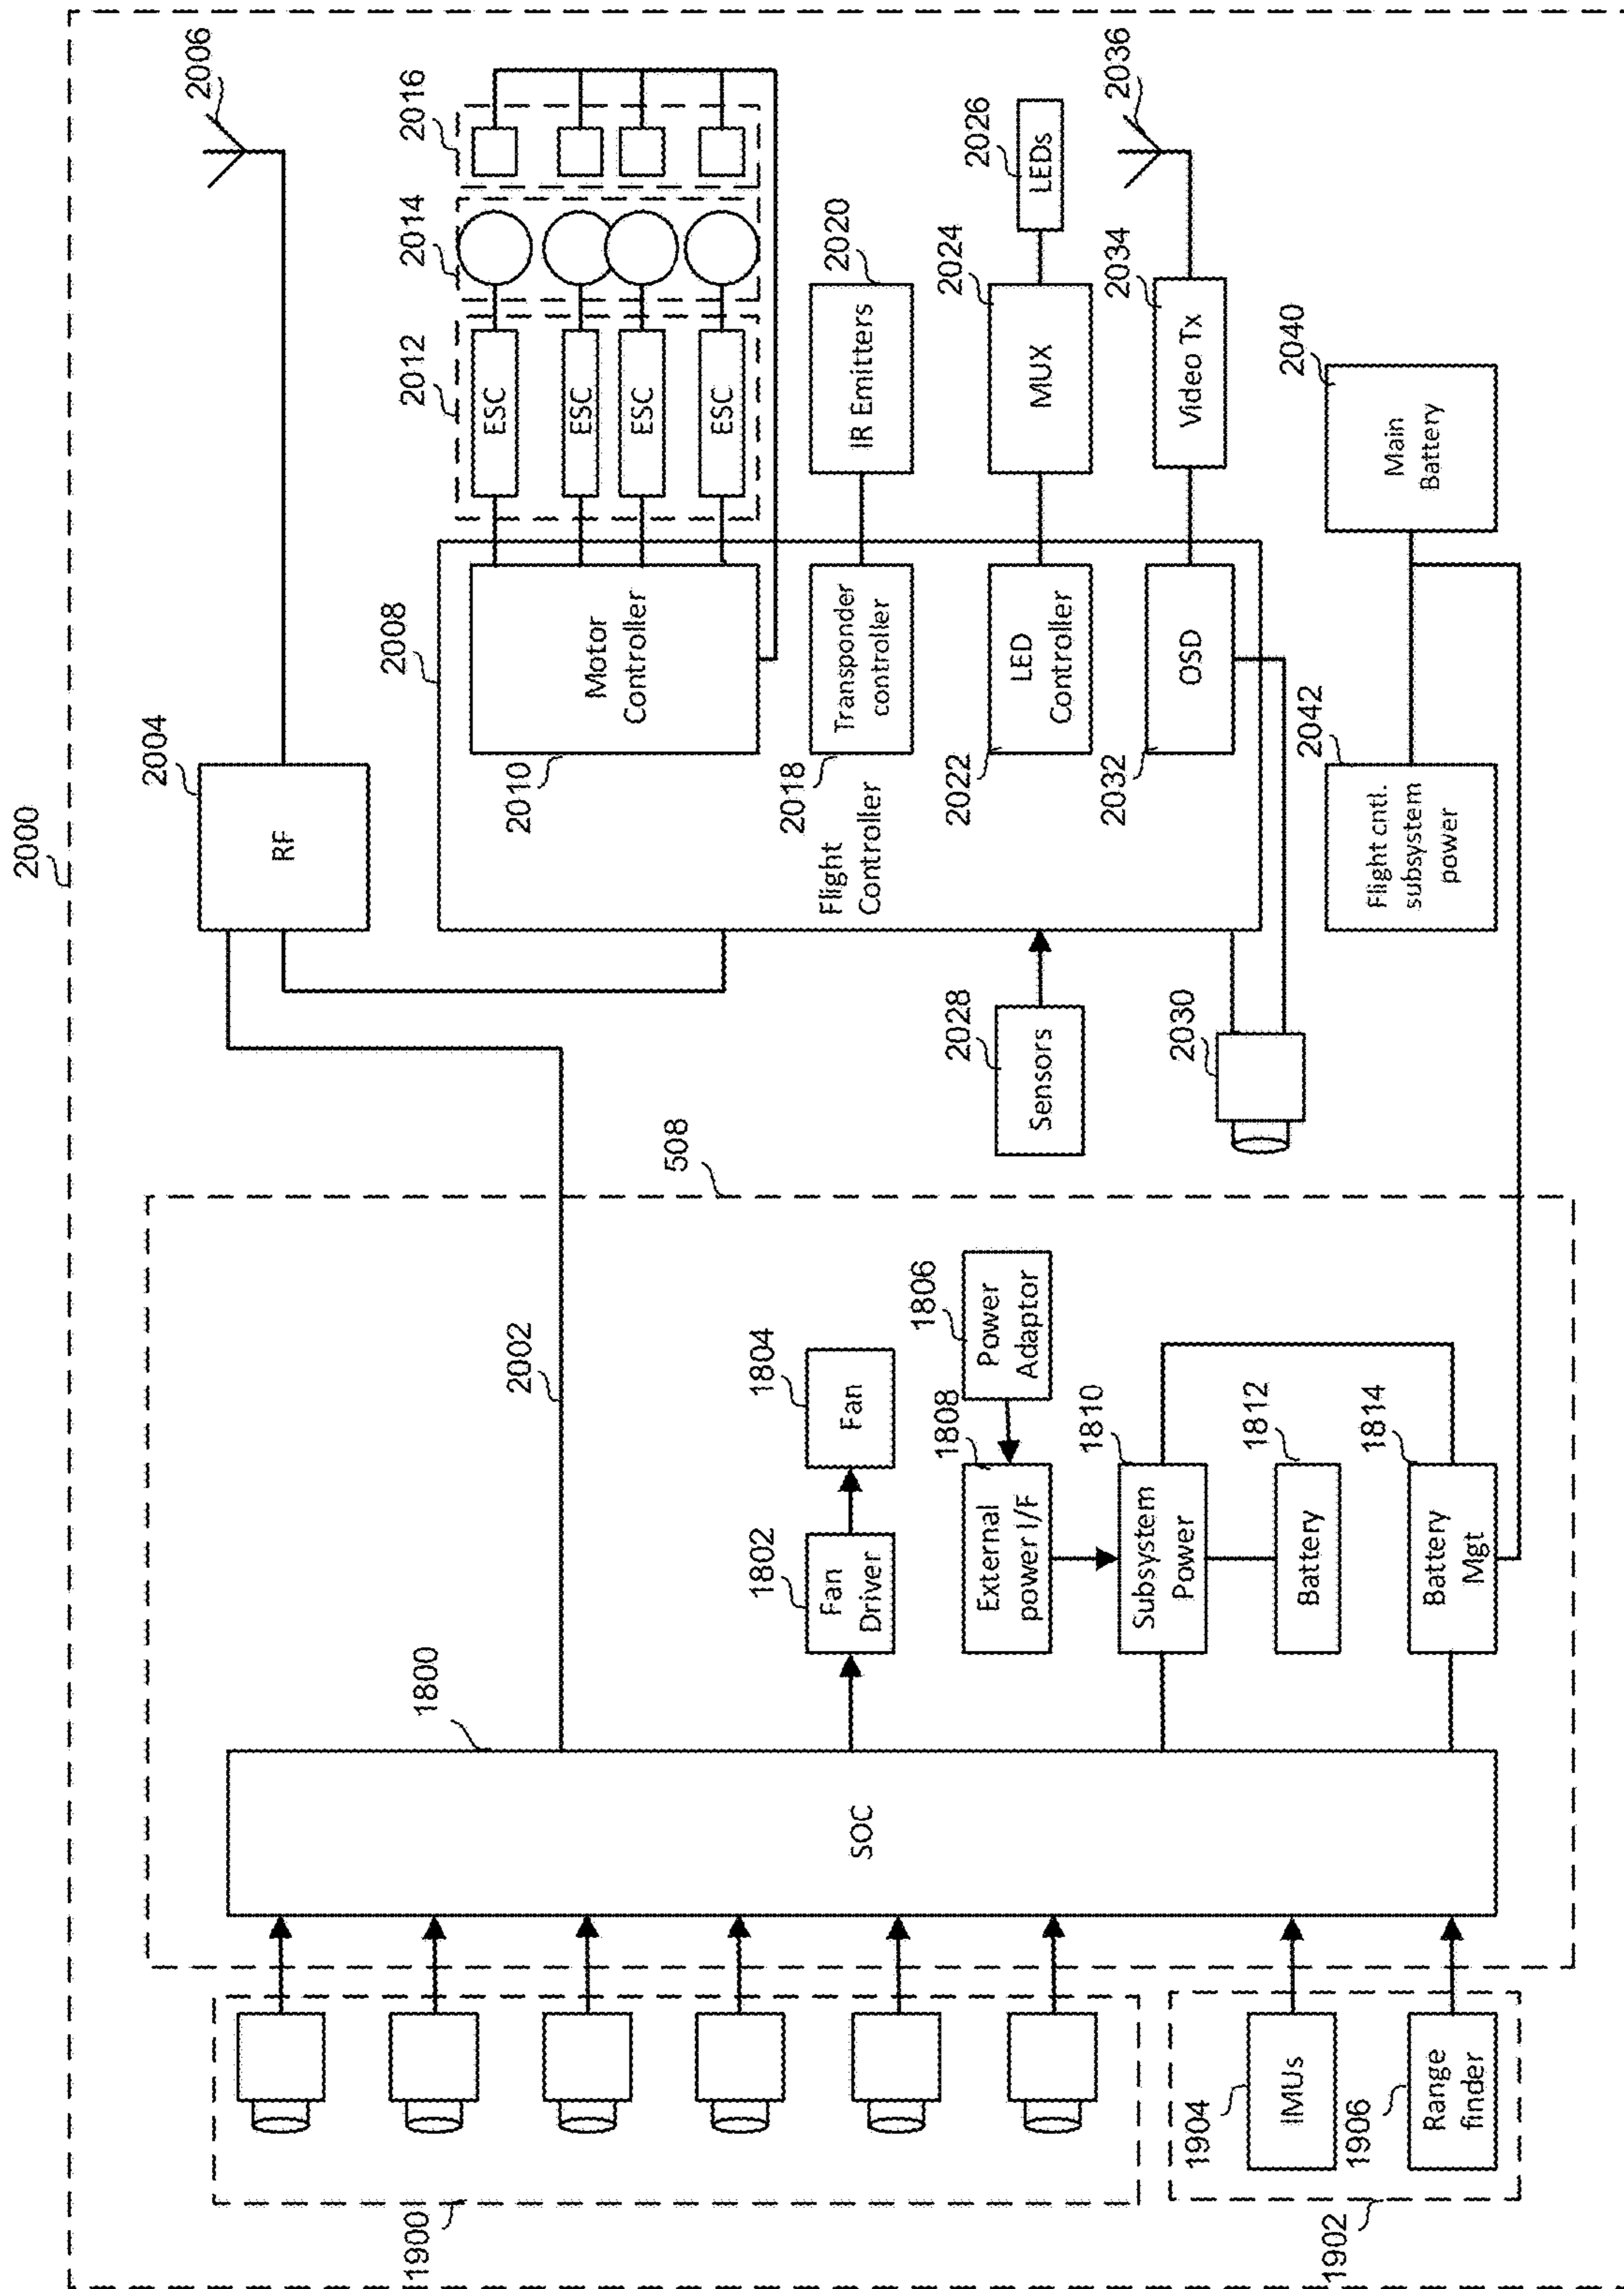 2000
1900
1902
1904
IMUs
1906
Range
finder
1800
SOC
508
2002
1802
Fan
Driver
1804
Fan
1806
Power
Adaptor
1808
External
power I/F
1810
Subsystem
Power
1812
Battery
1814
Battery
Mgt
2004
RF
2006
2008
Flight
Controller
2010
Motor
Controller
2012
ESC
ESC
ESC
ESC
2014
2016
2018
Transponder
controller
2020
IR Emitters
2022
LED
Controller
2024
MUX
2026
LEDs
2028
Sensors
2030
2032
OSD
2034
Video Tx
2036
2042
Flight cntl.
subsystem
power
2040
Main
Battery